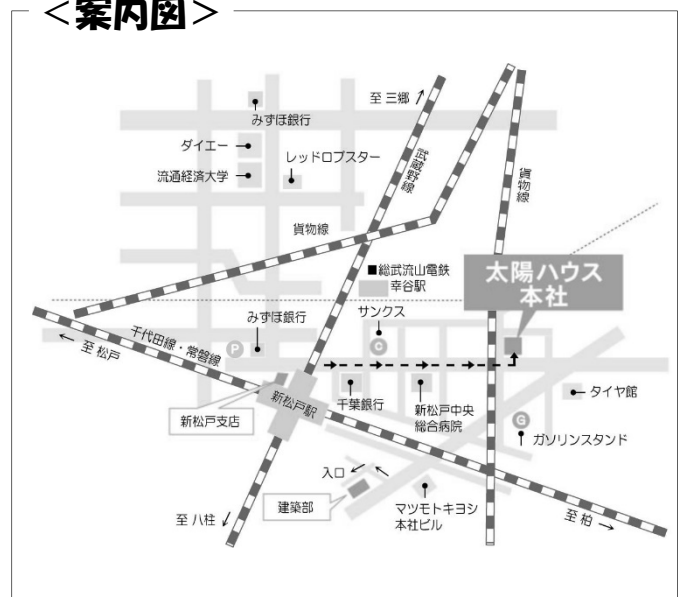 ＜案内図＞
至 三郷
みずほ銀行
ダイエー
流通経済大学
レッドロブスター
武蔵野線
貨物線
貨物線
■総武流山電鉄
幸谷駅
太陽ハウス
本社
みずほ銀行
サンクス
千代田線・常磐線
至 松戸
P
C
新松戸駅
千葉銀行
新松戸中央
総合病院
タイヤ館
新松戸支店
G
ガソリンスタンド
入口
建築部
マツモトキヨシ
本社ビル
至 八柱
至 柏